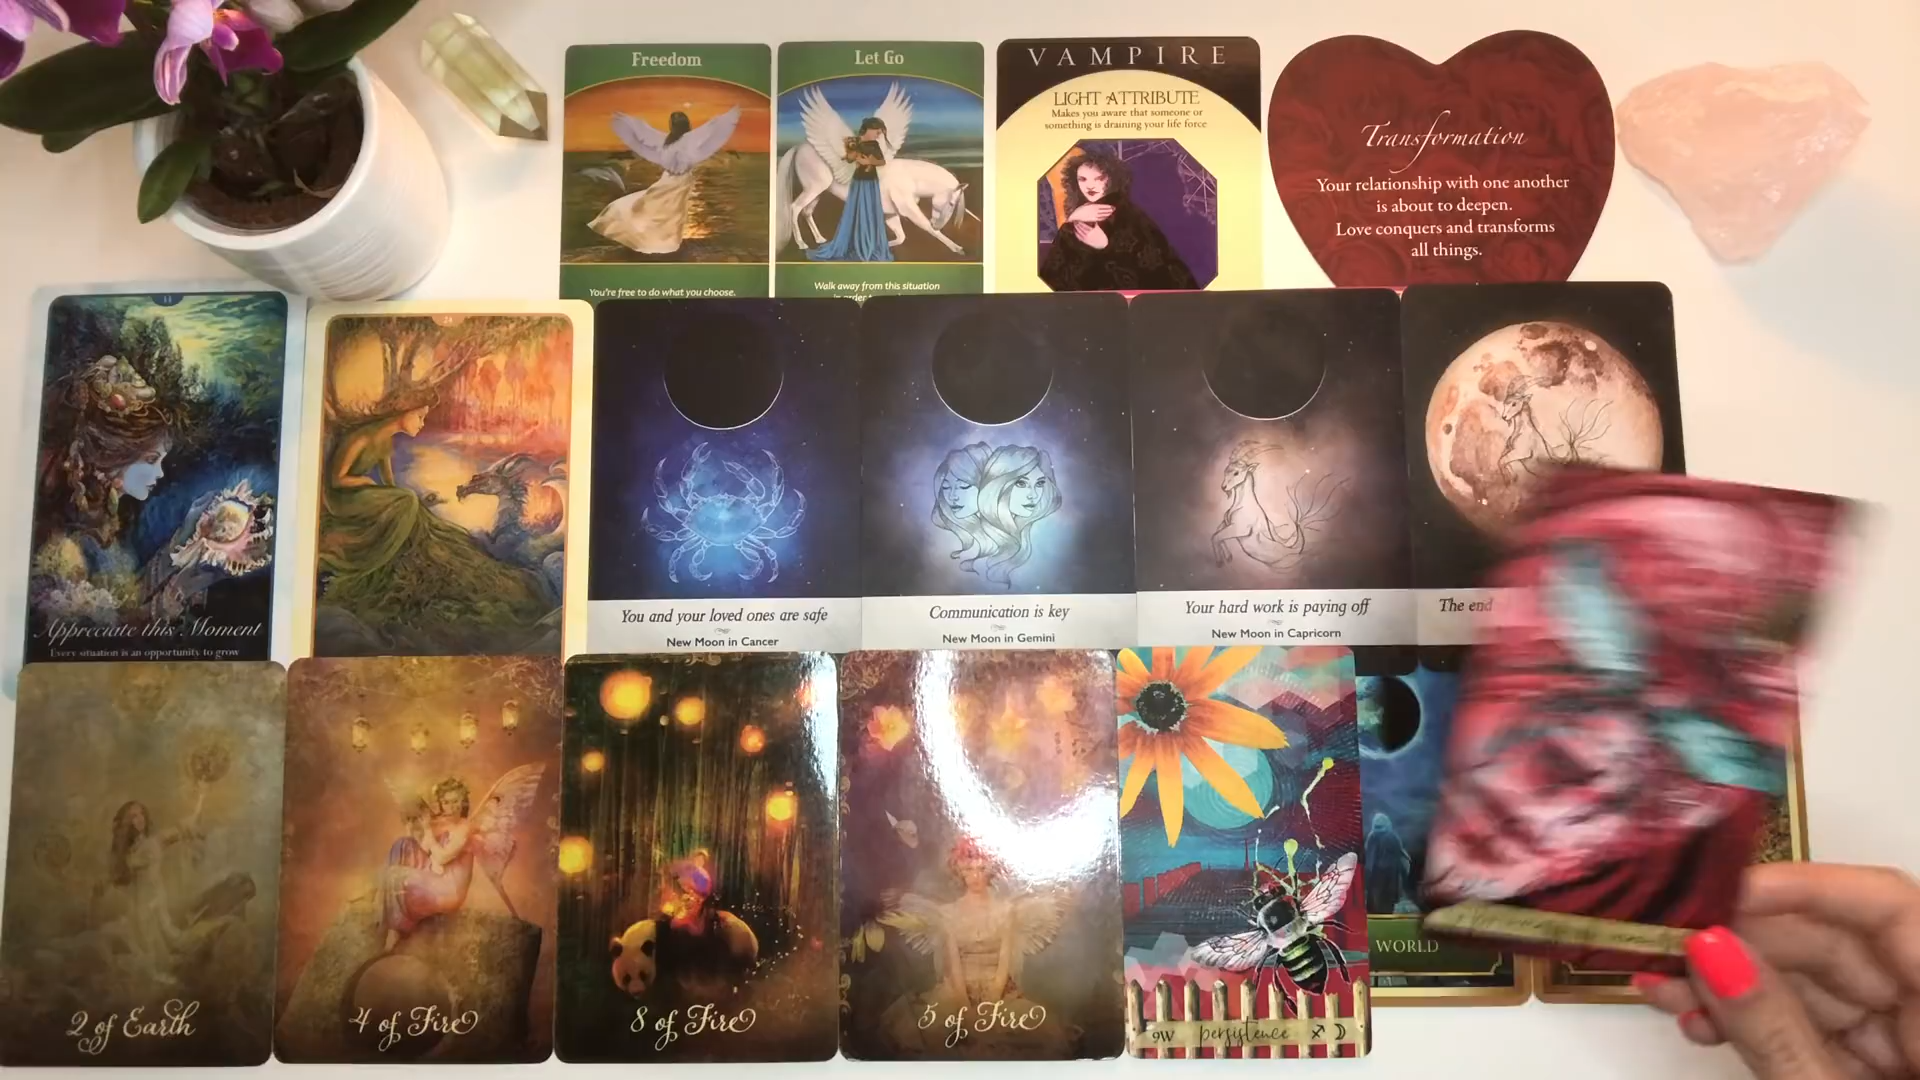 Freedom
You're free to do what you choose.
Let Go
Walk away from this situation
VAMPIRE
LIGHT ATTRIBUTE
Makes you aware that someone or
something is draining your life force
Transformation
Your relationship with one another
is about to deepen.
Love conquers and transforms
all things.
Appreciate this Moment
Every situation is an opportunity to grow
24
You and your loved ones are safe
New Moon in Cancer
Communication is key
New Moon in Gemini
Your hard work is paying off
New Moon in Capricorn
The end
2 of Earth
4 of Fire
8 of Fire
5 of Fire
9W persistence
WORLD